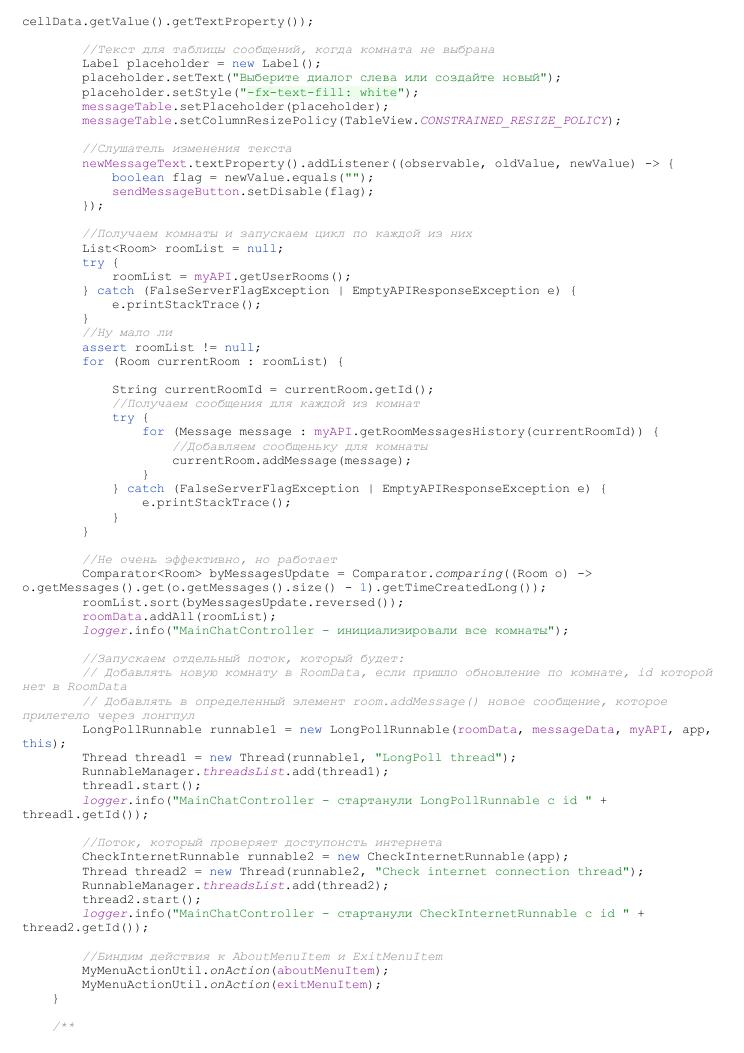 cellData.getValue().getTextProperty());
//Текст для таблицы сообщений, когда комната не выбрана
Label placeholder = new Label();
placeholder.setText("Выберите диалог слева или создайте новый");
placeholder.setStyle("-fx-text-fill: white");
messageTable.setPlaceholder(placeholder);
messageTable.setColumnResizePolicy(TableView.CONSTRAINED_RESIZE_POLICY);
//Слушатель изменения текста
newMessageText.textProperty().addListener((observable, oldValue, newValue) -> {
boolean flag = newValue.equals("");
sendMessageButton.setDisable(flag);
});
//Получаем комнаты и запускаем цикл по каждой из них
List<Room> roomList = null;
try {
roomList = myAPI.getUserRooms();
} catch (FalseServerFlagException | EmptyAPIResponseException e) {
e.printStackTrace();
}
//Ну мало ли
assert roomList != null;
for (Room currentRoom : roomList) {
String currentRoomId = currentRoom.getId();
//Получаем сообщения для каждой из комнат
try {
for (Message message : myAPI.getRoomMessagesHistory(currentRoomId)) {
//Добавляем сообщеньку для комнаты
currentRoom.addMessage(message);
}
} catch (FalseServerFlagException | EmptyAPIResponseException e) {
e.printStackTrace();
}
}
//Не очень эффективно, но работает
Comparator<Room> byMessagesUpdate = Comparator.comparing((Room o) ->
o.getMessages().get(o.getMessages().size() - 1).getTimeCreatedLong());
roomList.sort(byMessagesUpdate.reversed());
roomData.addAll(roomList);
logger.info("MainChatController - инициализировали все комнаты");
//Запускаем отдельный поток, который будет:
// Добавлять новую комнату в RoomData, если пришло обновление по комнате, id которой
нет в RoomData
// Добавлять в определенный элемент room.addMessage() новое сообщение, которое
прилетело через лонгпул
LongPollRunnable runnable1 = new LongPollRunnable(roomData, messageData, myAPI, app,
this);
Thread thread1 = new Thread(runnable1, "LongPoll thread");
RunnableManager.threadsList.add(thread1);
thread1.start();
logger.info("MainChatController - стартанули LongPollRunnable с id " +
thread1.getId());
//Поток, который проверяет доступонсть интернета
CheckInternetRunnable runnable2 = new CheckInternetRunnable(app);
Thread thread2 = new Thread(runnable2, "Check internet connection thread");
RunnableManager.threadsList.add(thread2);
thread2.start();
logger.info("MainChatController - стартанули CheckInternetRunnable с id " +
thread2.getId());
//Биндим действия к AboutMenuItem и ExitMenuItem
MyMenuActionUtil.onAction(aboutMenuItem);
MyMenuActionUtil.onAction(exitMenuItem);
}
/**